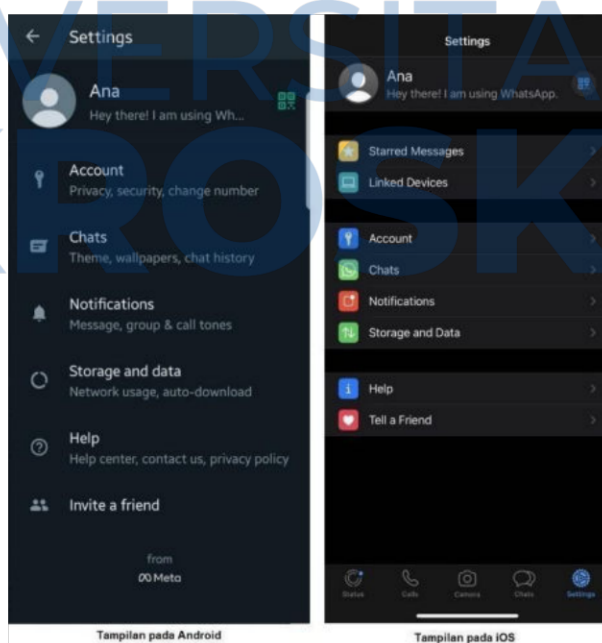 VERSITA
ROSK
Settings
Ana
Hey there! I am using Wh...
Account
Privacy, security, change number
Chats
Theme, wallpapers, chat history
Notifications
Message, group & call tones
Storage and data
Network usage, auto-download
Help
Help center, contact us, privacy policy
Invite a friend
from
Meta
Tampilan pada Android
Settings
Ana
Hey there! I am using WhatsApp.
Starred Messages
Linked Devices
Account
Chats
Notifications
Storage and Data
Help
Tell a Friend
Status
Calls
Camera
Chats
Settings
Tampilan pada iOS